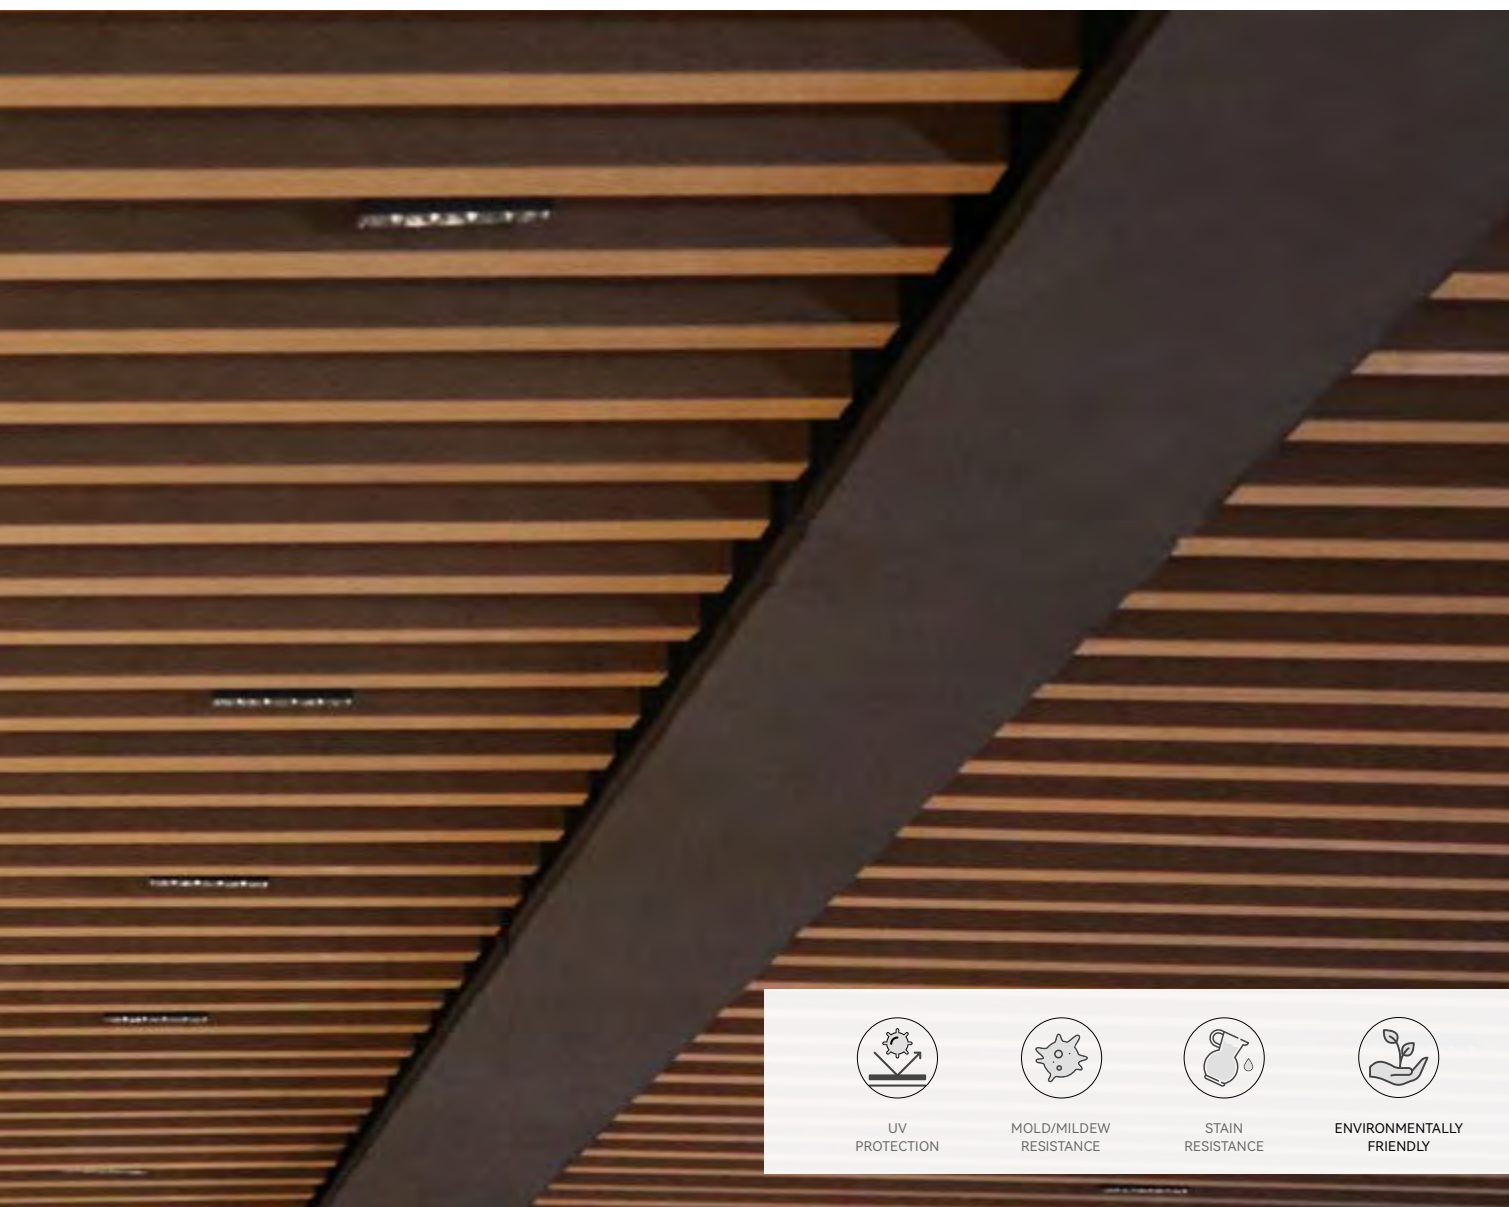 UV
PROTECTION
MOLD/MILDEW
RESISTANCE
STAIN
RESISTANCE
ENVIRONMENTALLY
FRIENDLY